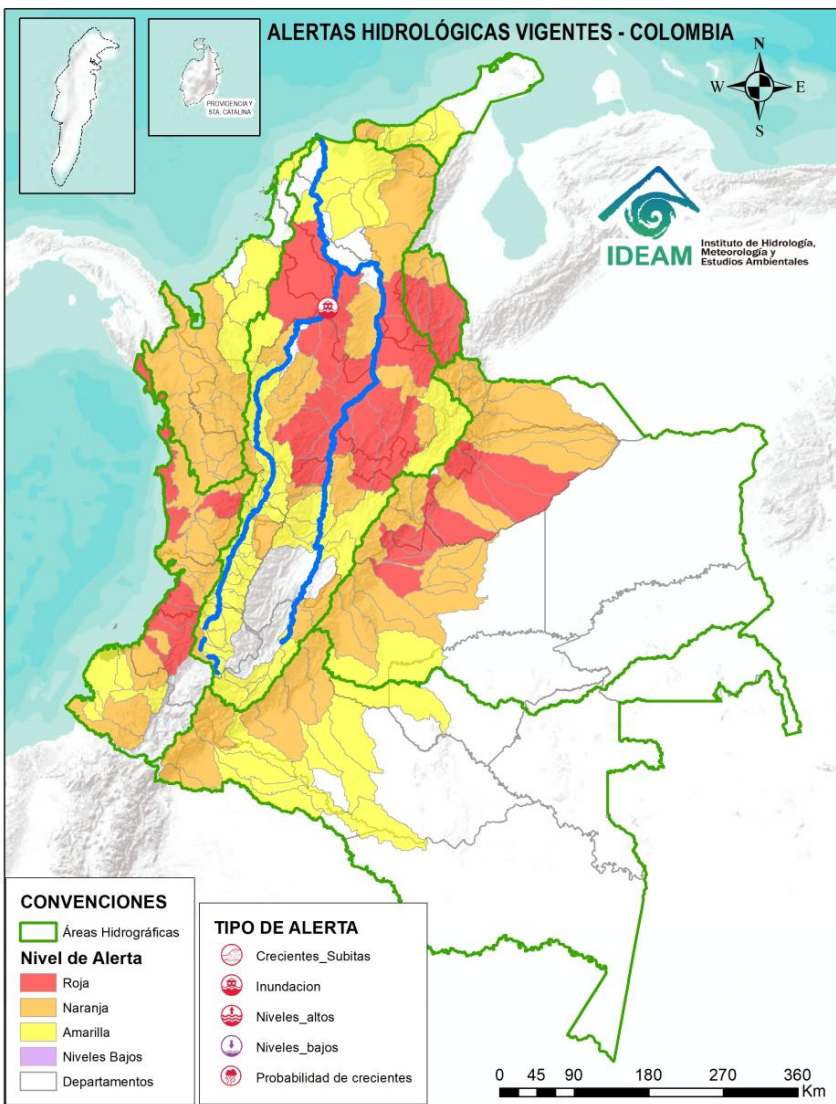 ALERTAS HIDROLÓGICAS VIGENTES - COLOMBIA
PROVIDENCIA Y
STA. CATALINA
N
W
E
S
IDEAM
Instituto de Hidrología,
Meteorología y
Estudios Ambientales
CONVENCIONES
Áreas Hidrográficas
Nivel de Alerta
Roja
Naranja
Amarilla
Niveles Bajos
Departamentos
TIPO DE ALERTA
Crecientes_Subitas
Inundacion
Niveles_altos
Niveles_bajos
Probabilidad de crecientes
0 45 90 180 270 360
Km